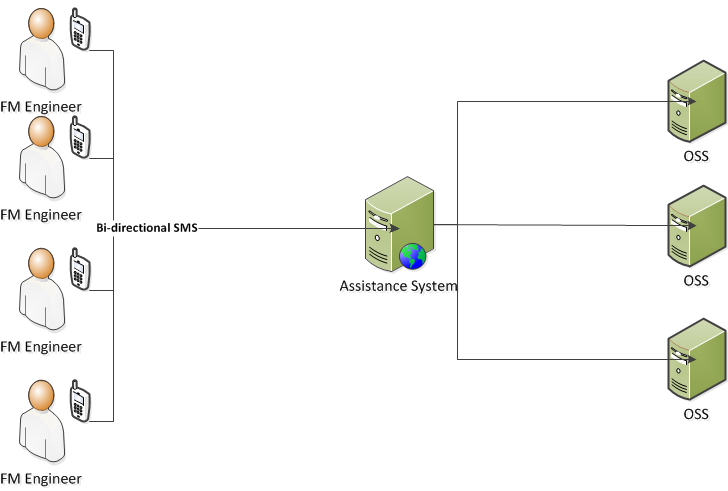 FM Engineer
FM Engineer
Bi-directional SMS
FM Engineer
FM Engineer
Assistance System
OSS
OSS
OSS